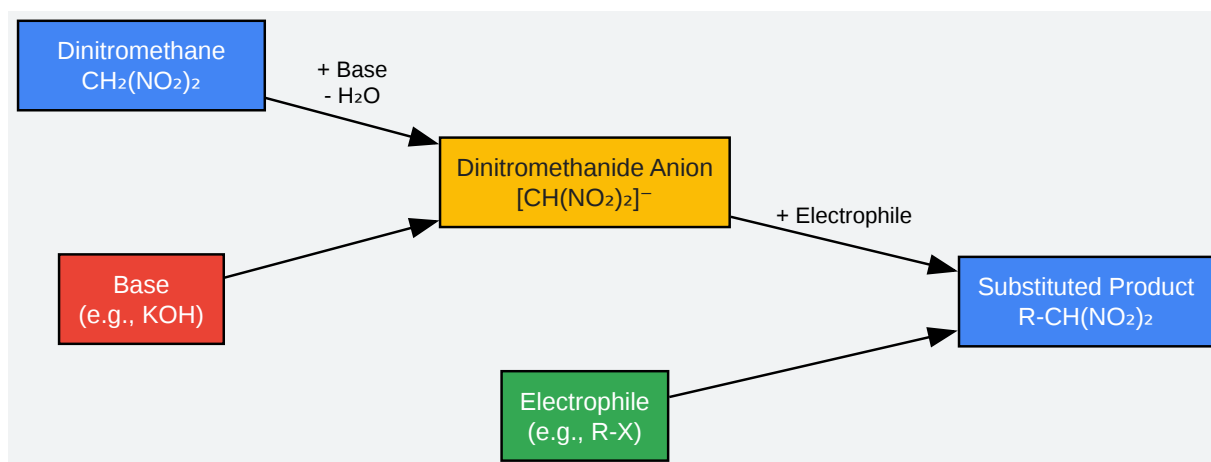 Dinitromethane
CH₂(NO₂)₂
+ Base
- H₂O
Dinitromethanide Anion
[CH(NO₂)₂]⁻
+ Electrophile
Base
(e.g., KOH)
Substituted Product
R-CH(NO₂)₂
Electrophile
(e.g., R-X)